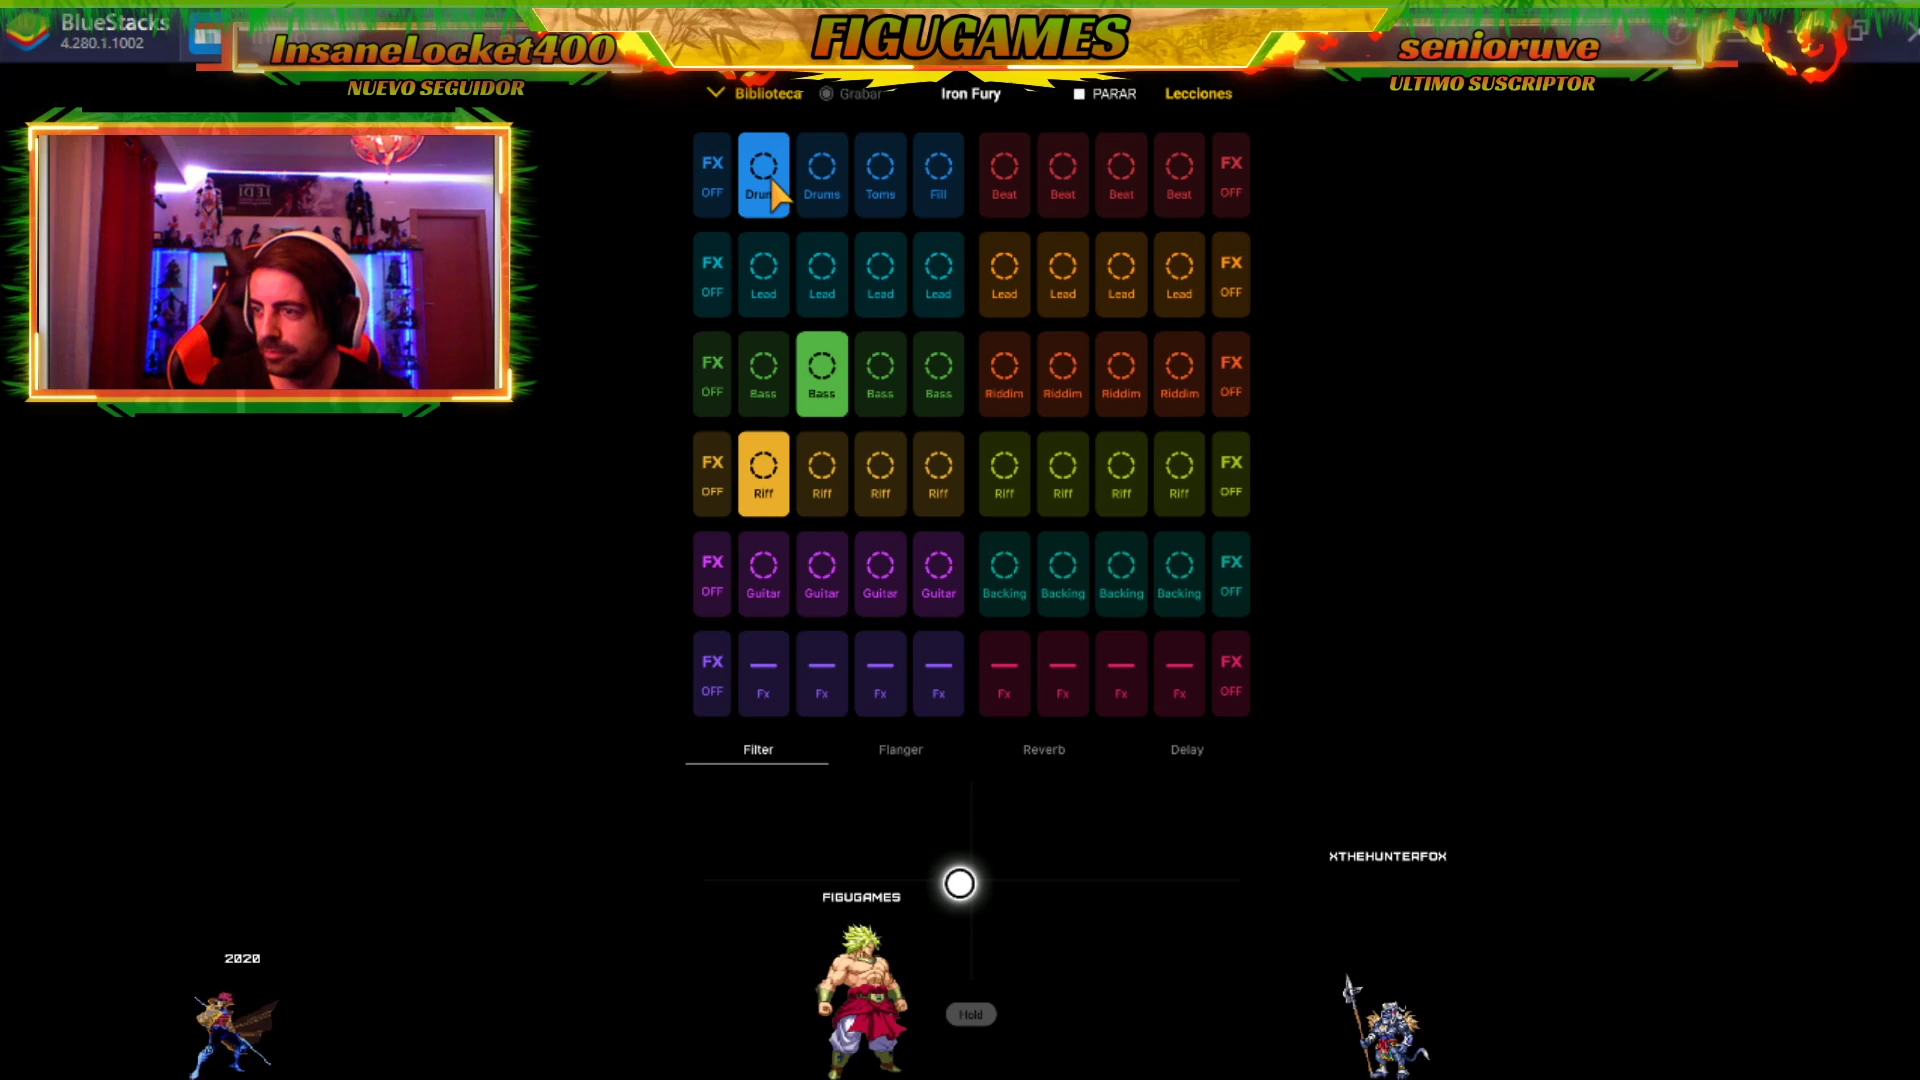 BlueStacks
4.280.1.1002
InsaneLocket400
NUEVO SEGUIDOR
FIGUGAMES
senioruve
ULTIMO SUSCRIPTOR
Biblioteca Grabar Iron Fury PARAR Lecciones
JEDI
FX Drums Toms Fill Beat Beat Beat Beat FX
OFF OFF
FX Lead Lead Lead Lead Lead Lead Lead Lead FX
OFF OFF
FX Bass Bass Bass Bass Riddim Riddim Riddim Riddim FX
OFF OFF
FX Riff Riff Riff Riff Riff Riff Riff Riff FX
OFF OFF
FX Guitar Guitar Guitar Guitar Backing Backing Backing Backing FX
OFF OFF
FX Fx Fx Fx Fx Fx Fx Fx Fx FX
OFF OFF
Filter Flanger Reverb Delay
XTHEHUNTERFOX
FIGUGAMES
2020
Hold